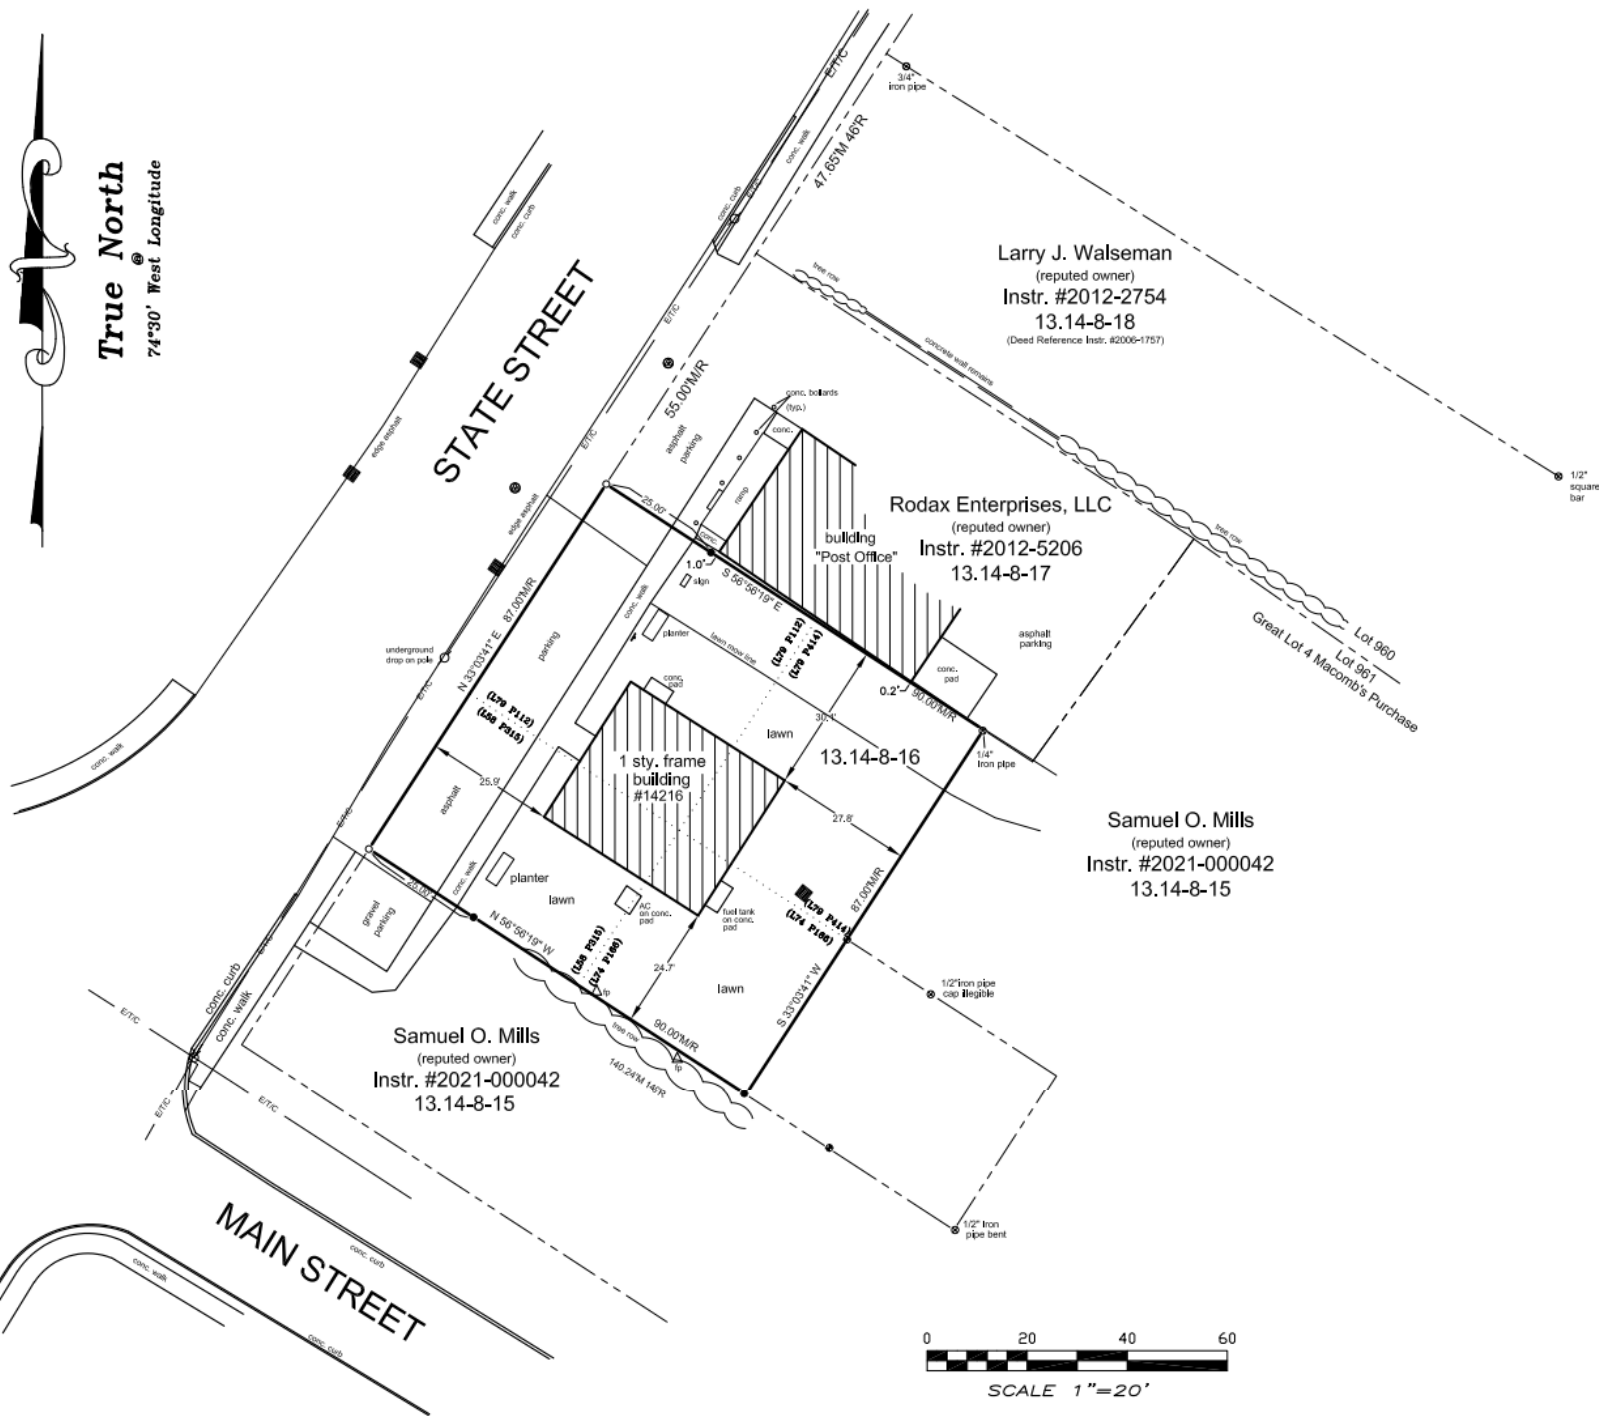 True North
@
74°30' West Longitude
3/4"
iron pipe
E/T/C
conc. walk
47.65'M 46'R
conc. curb
E/T/C
conc. walk
conc. curb
Larry J. Walseman
(reputed owner)
Instr. #2012-2754
13.14-8-18
(Deed Reference Instr. #2006-1757)
tree row
concrete wall remains
E/T/C
STATE STREET
edge asphalt
55.00'M/R
conc. bollards
(typ.)
conc.
asphalt
parking
E/T/C
1/2"
square
bar
ramp
edge asphalt
25.00'
conc.
Rodax Enterprises, LLC
(reputed owner)
Instr. #2012-5206
13.14-8-17
building
"Post Office"
tree row
1.0'
sign
S 56°56'19" E
Lot 960
Lot 961
Great Lot 4 Macomb's Purchase
N 33°03'41" E 87.00'M/R
conc. walk
planter
lawn mow line
(L79 P112)
(L79 P414)
asphalt
parking
parking
underground
drop on pole
E/T/C
conc.
pad
conc.
pad
0.2'
90.00'M/R
(L79 P112)
(L58 P315)
30.1'
lawn
13.14-8-16
1/4"
Iron pipe
1 sty. frame
building
#14216
25.9'
asphalt
27.8'
conc. walk
E/T/C
Samuel O. Mills
(reputed owner)
Instr. #2021-000042
13.14-8-15
conc. walk
planter
lawn
25.00'
gravel
parking
AC
on conc.
pad
fuel tank
on conc.
pad
87.00'M/R
(L79 P414)
(L74 P166)
N 56°56'19" W
(L58 P315)
(L74 P166)
24.7'
lawn
fp
S 33°03'41" W
1/2"iron pipe
cap illegible
E/T/C
conc. curb
conc. walk
E/T/C
tree row
90.00'M/R
fp
140.24'M 146'R
Samuel O. Mills
(reputed owner)
Instr. #2021-000042
13.14-8-15
E/T/C
E/T/C
1/2" Iron
pipe bent
MAIN STREET
conc. curb
conc. walk
conc. curb
0 20 40 60
SCALE 1"=20'